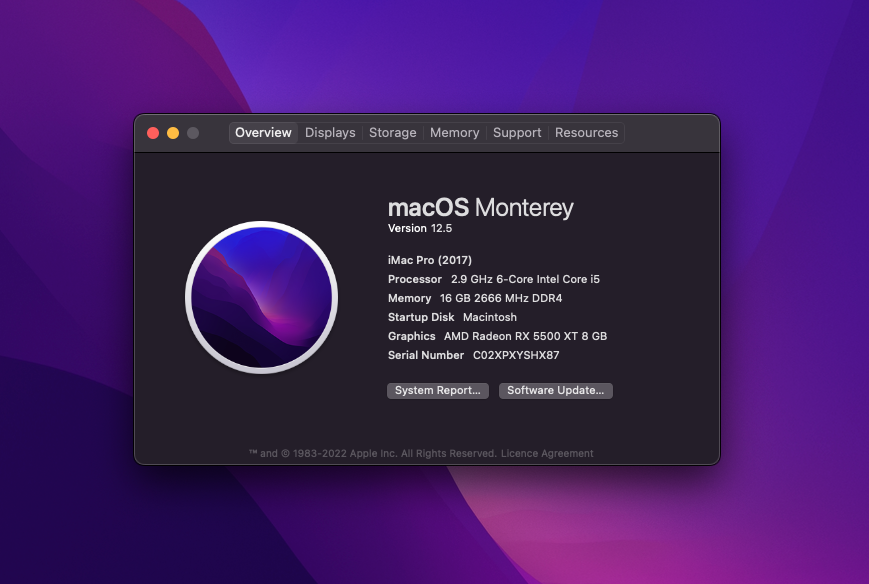 Overview Displays Storage Memory Support Resources
macOS Monterey
Version 12.5
iMac Pro (2017)
Processor 2.9 GHz 6-Core Intel Core i5
Memory 16 GB 2666 MHz DDR4
Startup Disk Macintosh
Graphics AMD Radeon RX 5500 XT 8 GB
Serial Number C02XPXYSHX87
System Report... Software Update...
™ and © 1983-2022 Apple Inc. All Rights Reserved. Licence Agreement